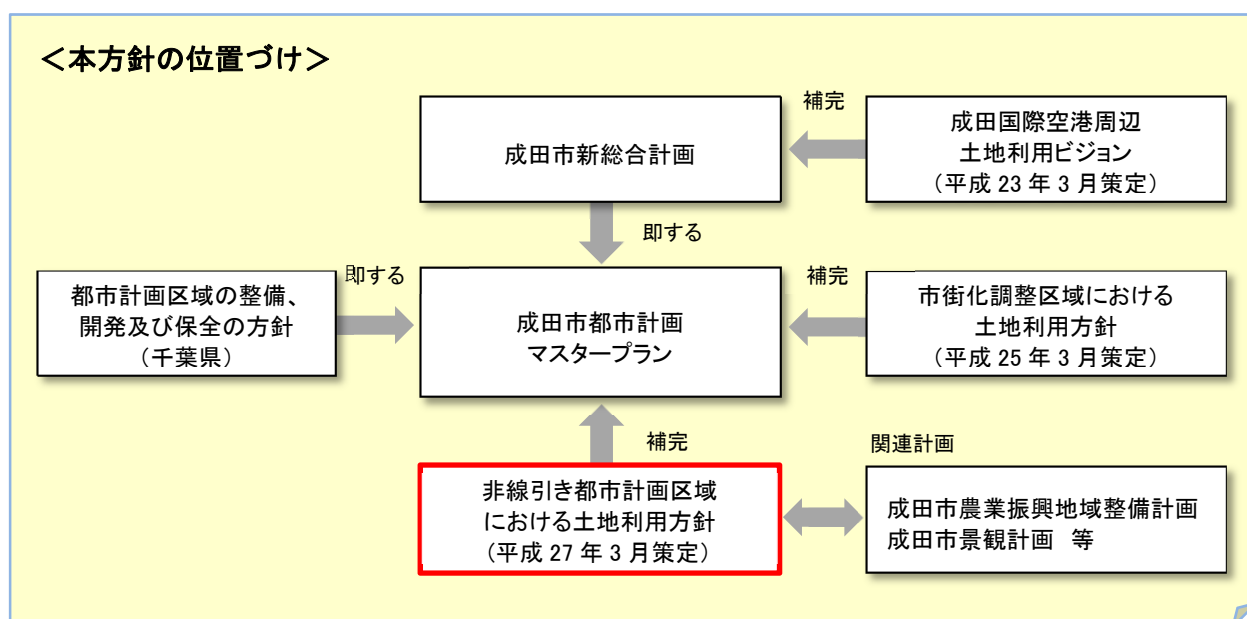 ＜本方針の位置づけ＞
補完
成田市新総合計画
成田国際空港周辺
土地利用ビジョン
（平成 23 年 3 月策定）
即する
即する
補完
都市計画区域の整備、
開発及び保全の方針
（千葉県）
成田市都市計画
マスタープラン
市街化調整区域における
土地利用方針
（平成 25 年 3 月策定）
補完
関連計画
非線引き都市計画区域
における土地利用方針
（平成 27 年 3 月策定）
成田市農業振興地域整備計画
成田市景観計画　等